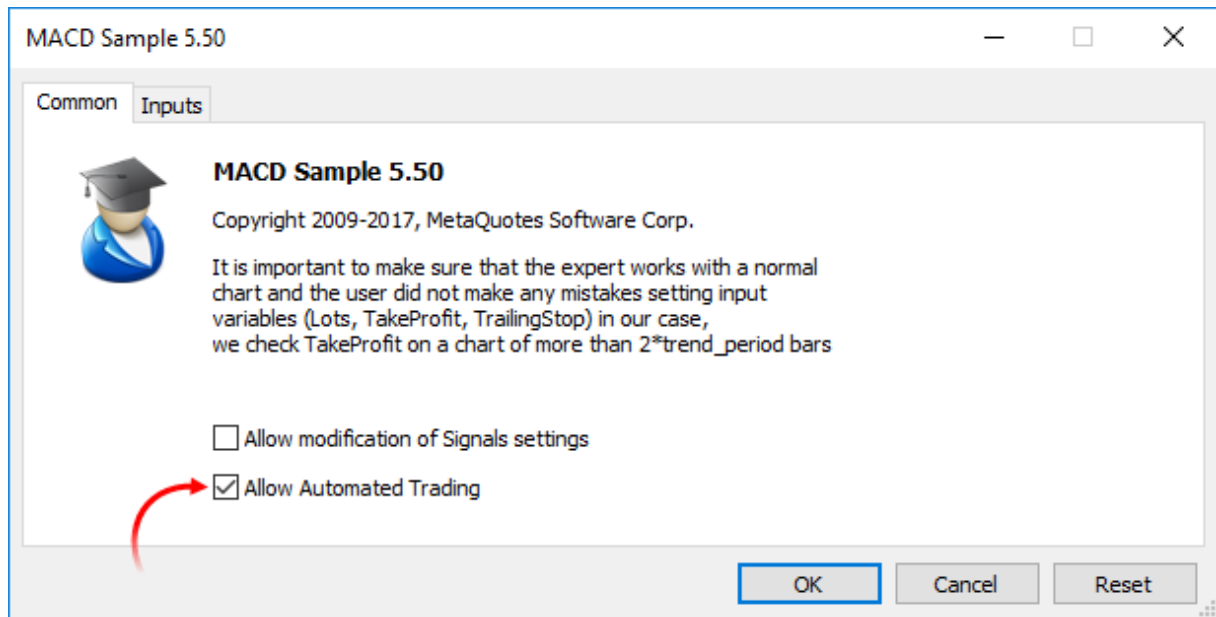 MACD Sample 5.50
Common
Inputs
MACD Sample 5.50
Copyright 2009-2017, MetaQuotes Software Corp.
It is important to make sure that the expert works with a normal
chart and the user did not make any mistakes setting input
variables (Lots, TakeProfit, TrailingStop) in our case,
we check TakeProfit on a chart of more than 2*trend_period bars
Allow modification of Signals settings
Allow Automated Trading
OK
Cancel
Reset